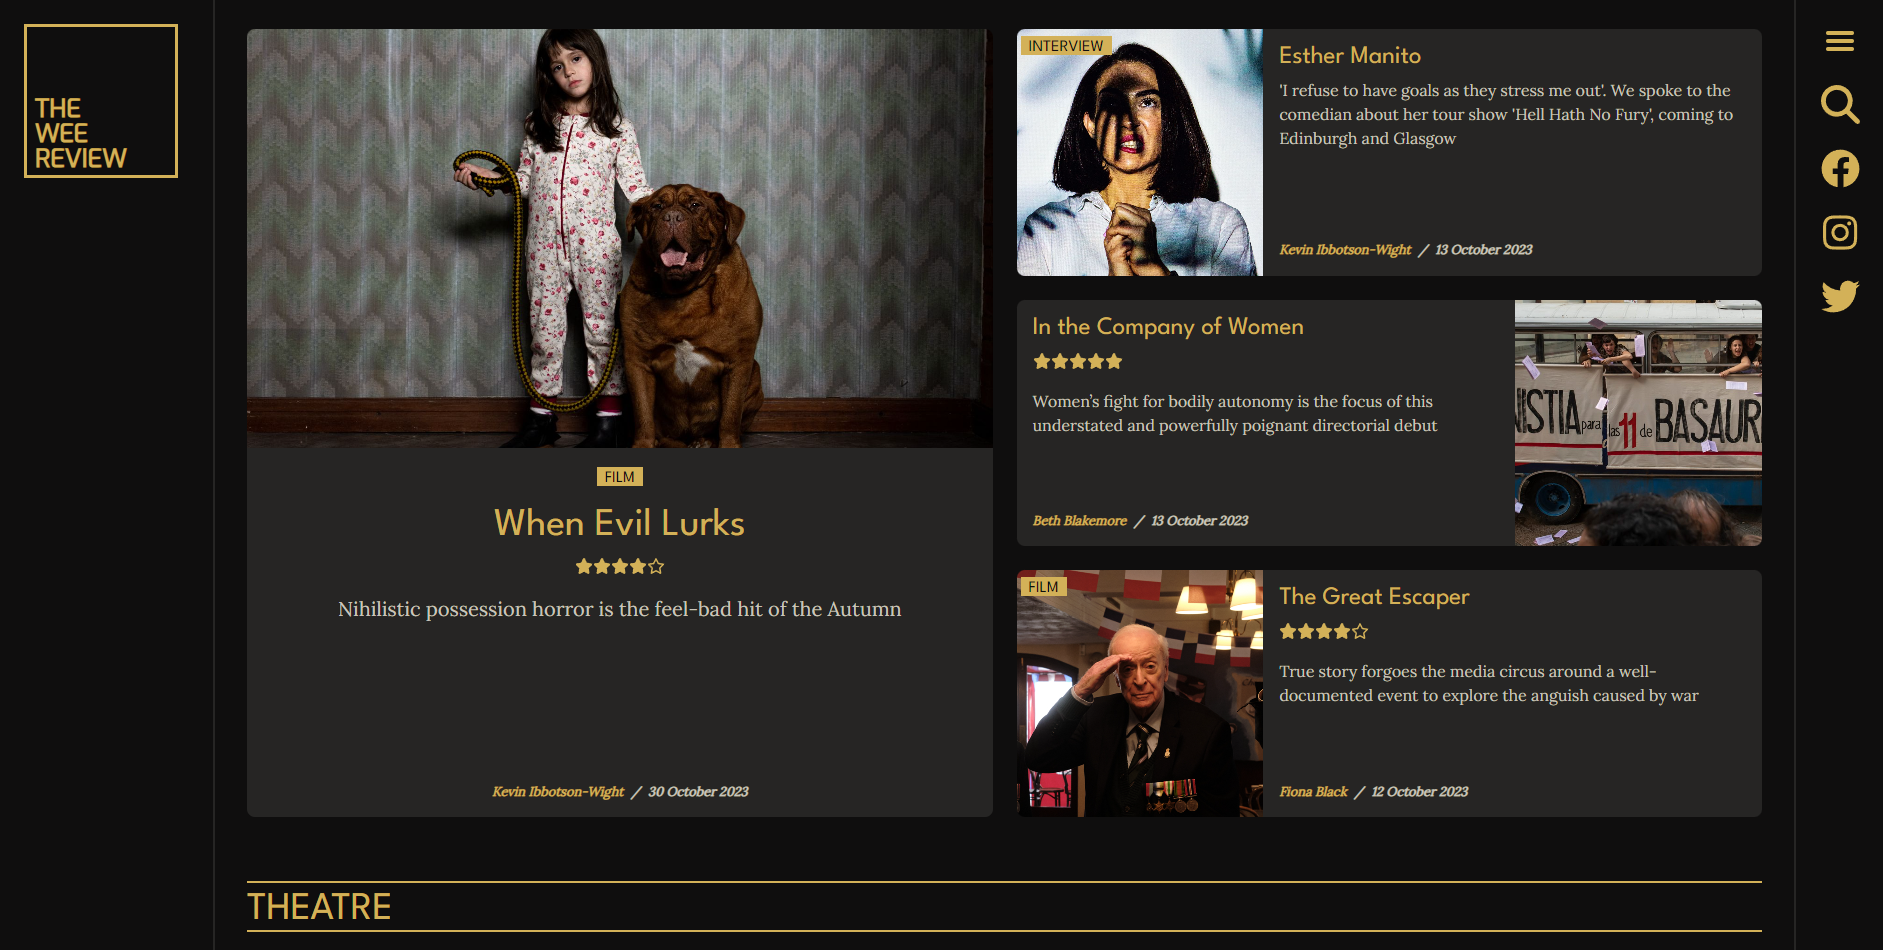 THE
WEE
REVIEW
FILM
When Evil Lurks
Nihilistic possession horror is the feel-bad hit of the Autumn
Kevin Ibbotson-Wight / 30 October 2023
INTERVIEW
Esther Manito
'I refuse to have goals as they stress me out'. We spoke to the
comedian about her tour show 'Hell Hath No Fury', coming to
Edinburgh and Glasgow
Kevin Ibbotson-Wight / 13 October 2023
In the Company of Women
Women's fight for bodily autonomy is the focus of this
understated and powerfully poignant directorial debut
Beth Blakemore / 13 October 2023
NISTIA para las 11 de BASAUR
FILM
The Great Escaper
True story forgoes the media circus around a well-
documented event to explore the anguish caused by war
Fiona Black / 12 October 2023
THEATRE